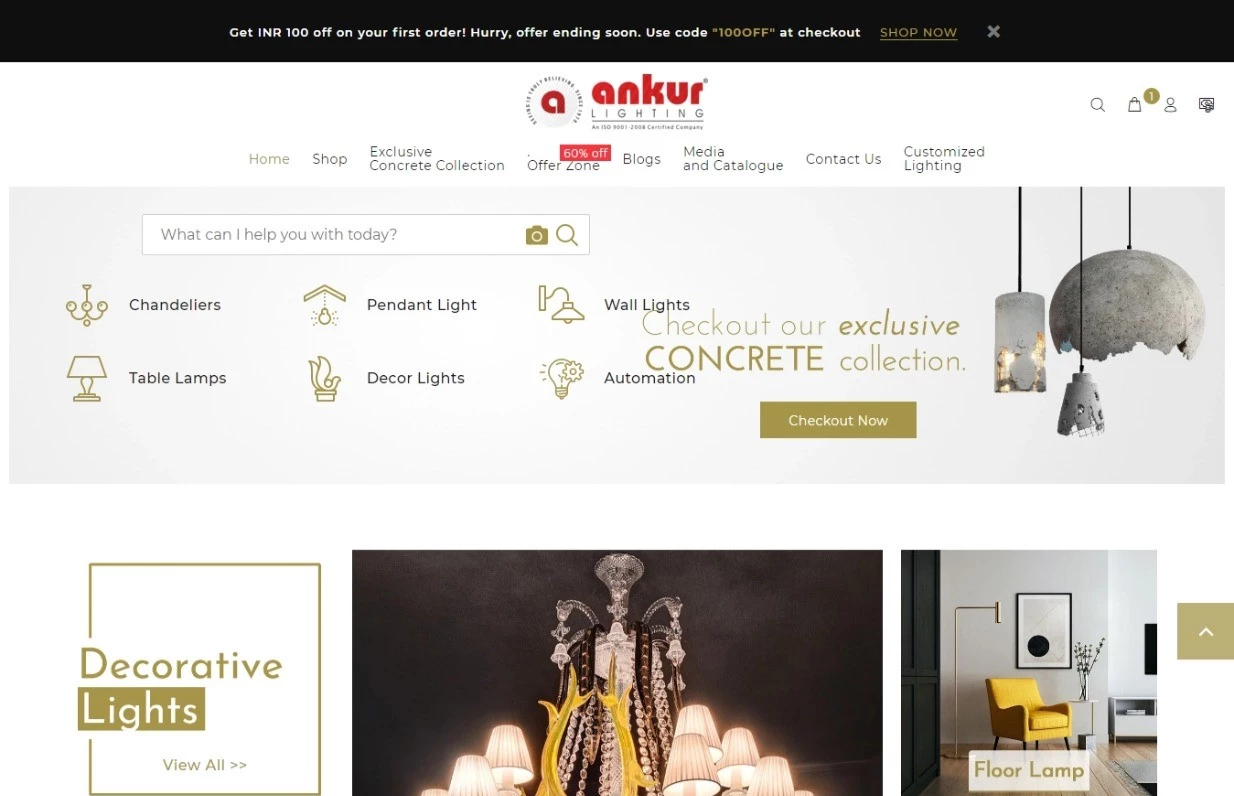 Get INR 100 off on your first order! Hurry, offer ending soon. Use code "100OFF" at checkout SHOP NOW
ankur
LIGHTING
An ISO 9001-2008 Certified Company
1
Home
Shop
Exclusive
Concrete Collection
.
60% off
Offer Zone
Blogs
Media
and Catalogue
Contact Us
Customized
Lighting
What can I help you with today?
Chandeliers
Pendant Light
Wall Lights
Table Lamps
Decor Lights
Automation
Checkout our exclusive
CONCRETE collection.
Checkout Now
Decorative
Lights
View All >>
Floor Lamp